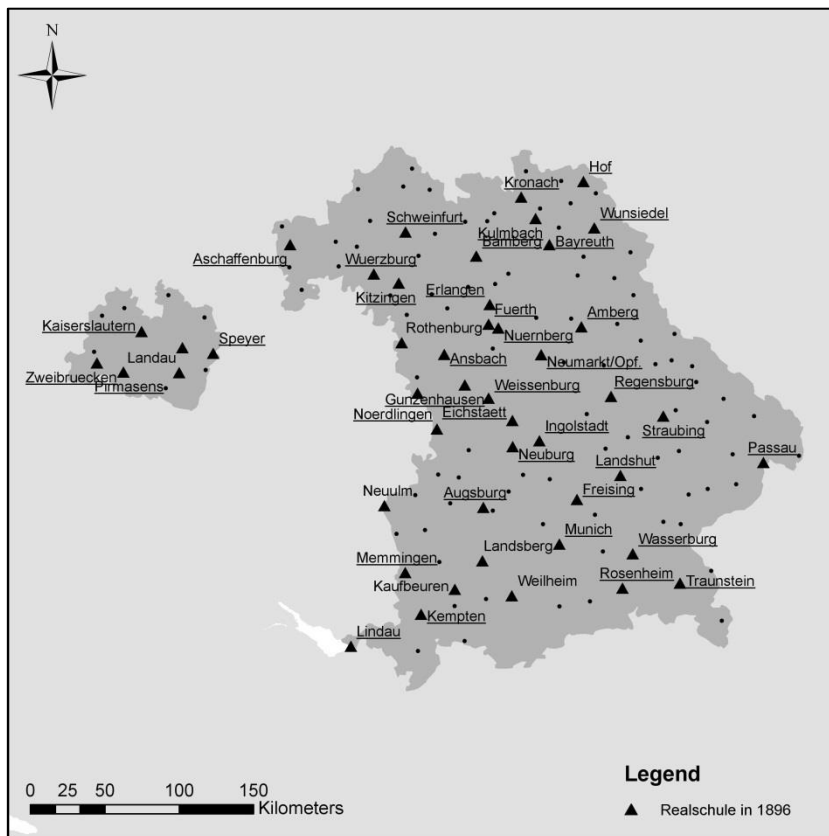 N
Hof
Kronach
Schweinfurt
Wunsiedel
Kulmbach
Bamberg
Bayreuth
Aschaffenburg
Wuerzburg
Erlangen
Kitzingen
Fuerth
Amberg
Kaiserslautern
Rothenburg
Nuernberg
Speyer
Landau
Ansbach
Neumarkt/Opf.
Zweibruecken
Pirmasens
Weissenburg
Regensburg
Gunzenhausen
Noerdlingen
Eichstaett
Ingolstadt
Straubing
Neuburg
Passau
Landshut
Neuulm
Augsburg
Freising
Munich
Wasserburg
Memmingen
Landsberg
Kaufbeuren
Weilheim
Rosenheim
Traunstein
Kempten
Lindau
Legend
0 25 50 100 150
Kilometers
Realschule in 1896